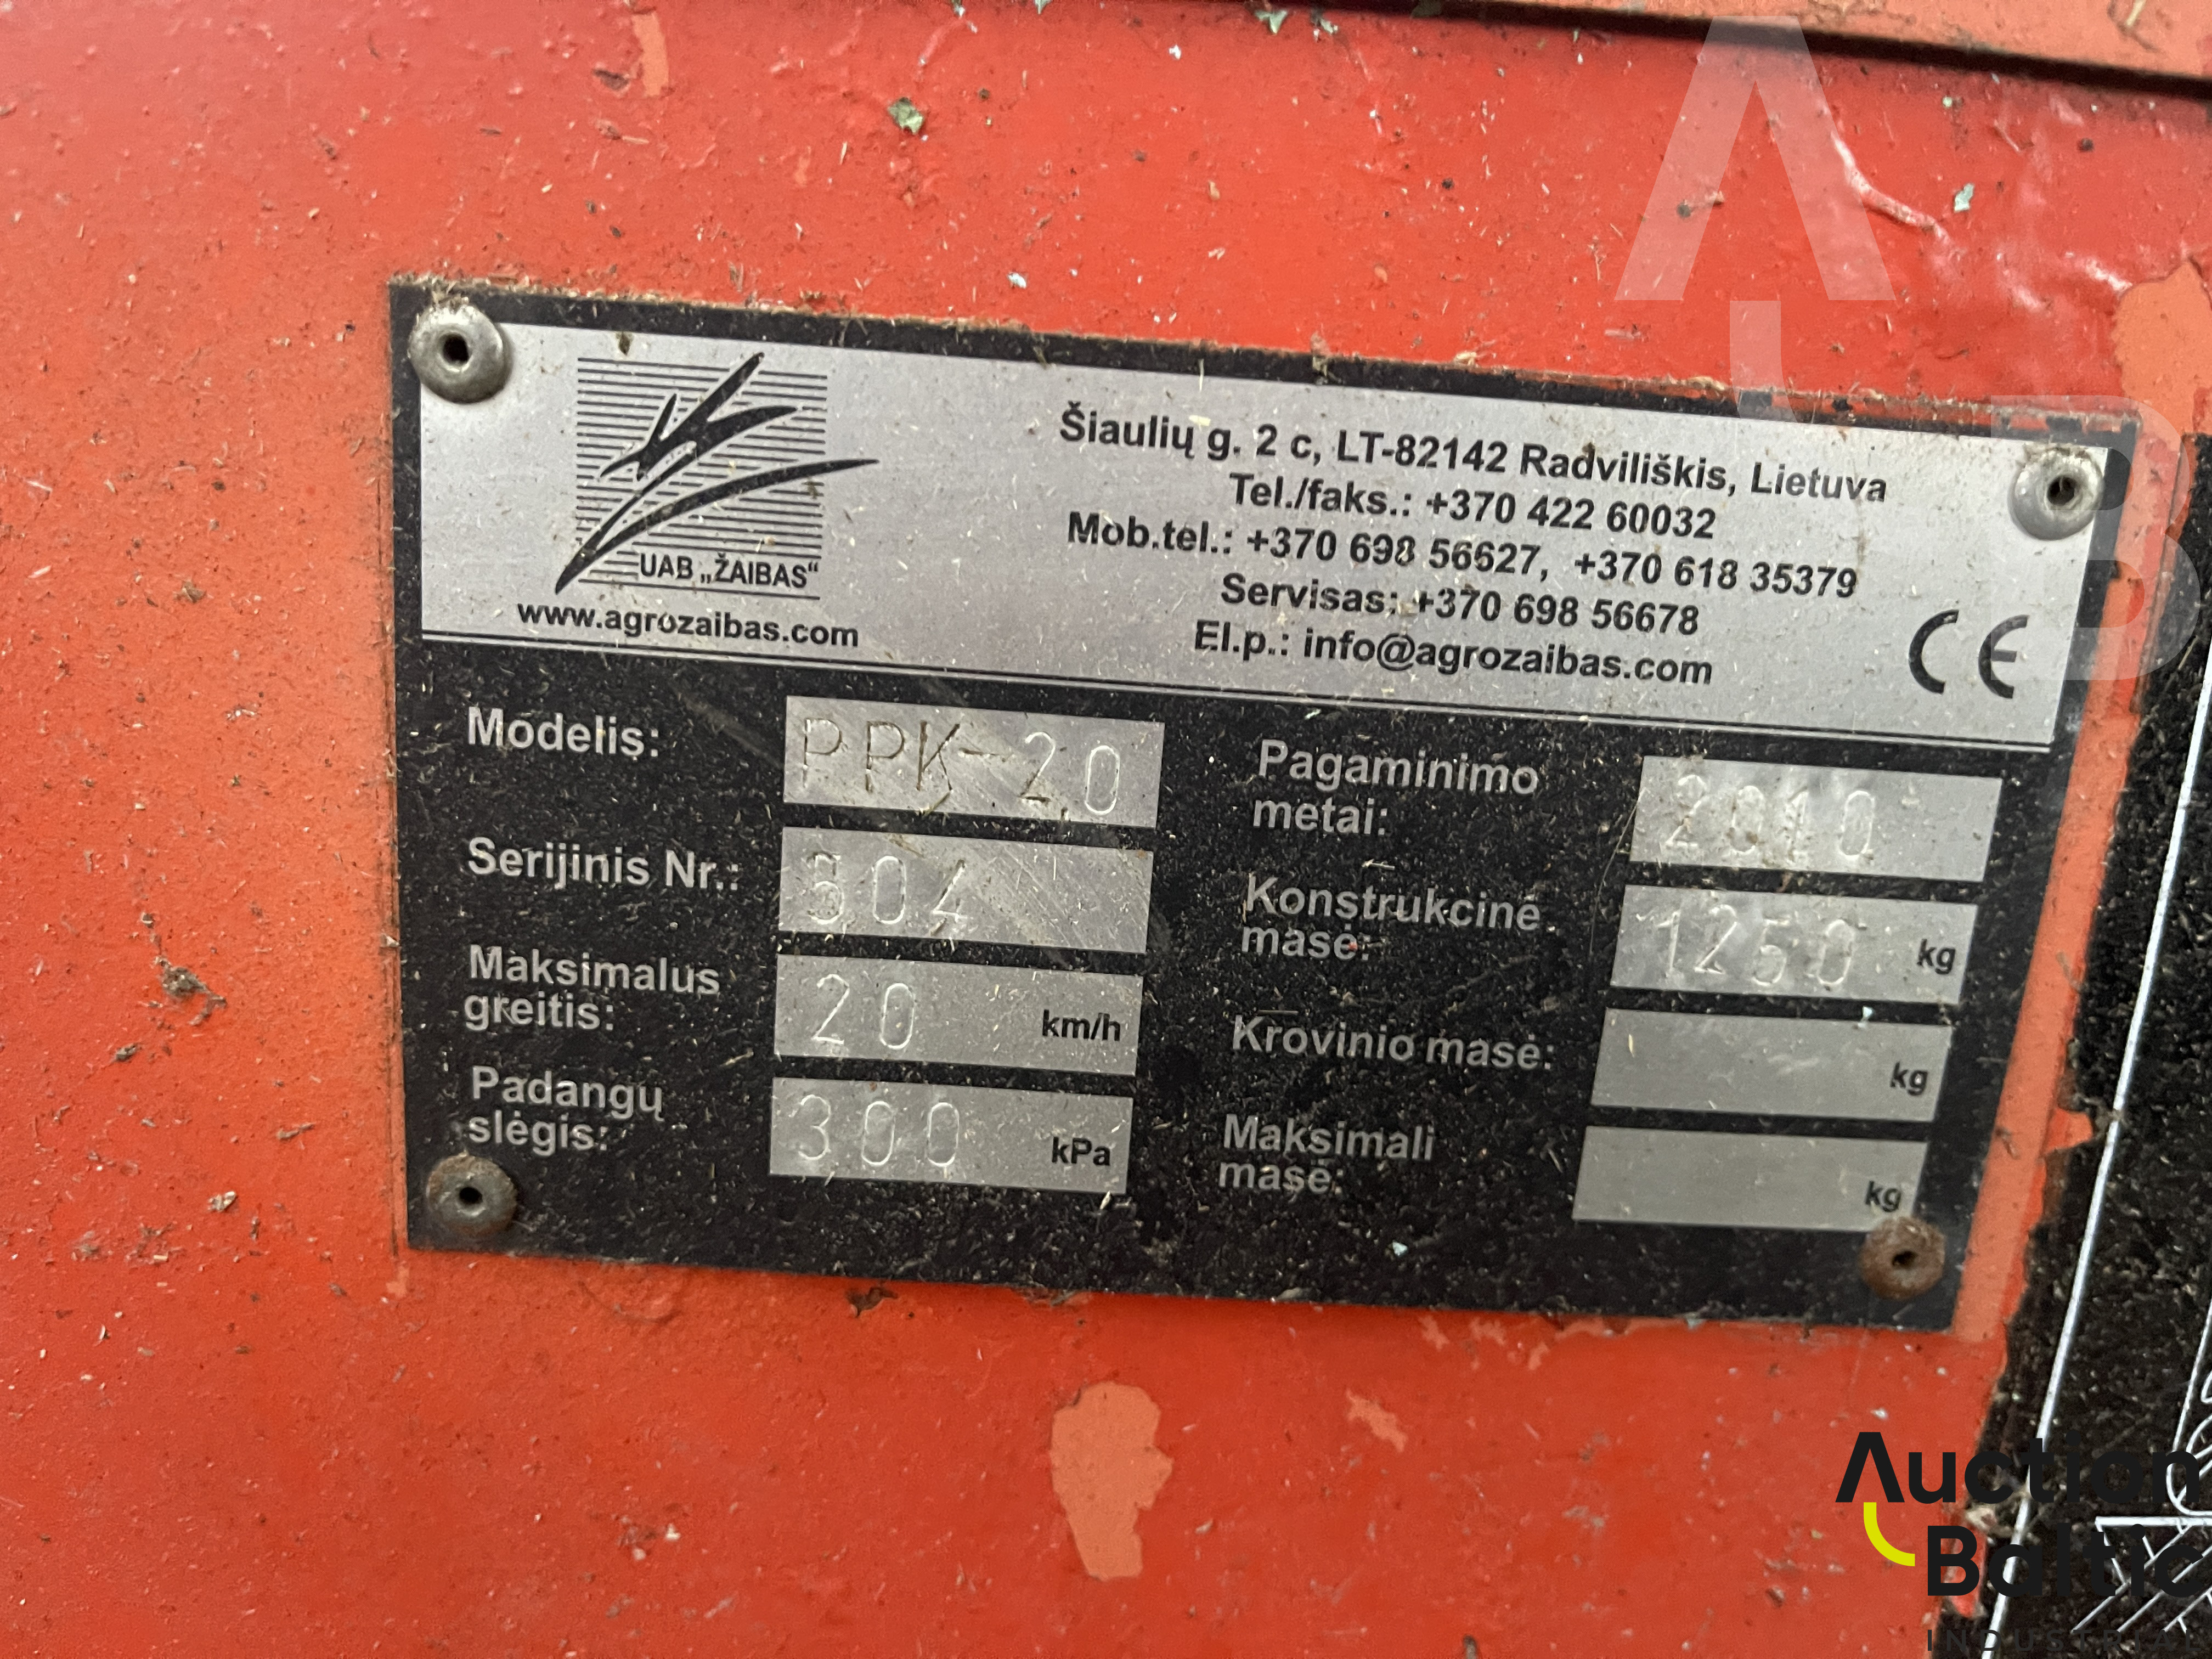 UAB „ŽAIBAS“
www.agrozaibas.com
Šiaulių g. 2 c, LT-82142 Radviliškis, Lietuva
Tel./faks.: +370 422 60032
Mob.tel.: +370 698 56627, +370 618 35379
Servisas: +370 698 56678
El.p.: info@agrozaibas.com
CE
Modelis: PPK-2,0
Serijinis Nr.:
Maksimalus
greitis: 20 km/h
Padangų
slėgis: 300 kPa
Pagaminimo
metai: 2010
Konstrukcinė
masė: 1250 kg
Krovinio masė: kg
Maksimali
masė: kg
AB
Auction
Baltic
INDUSTRIAL